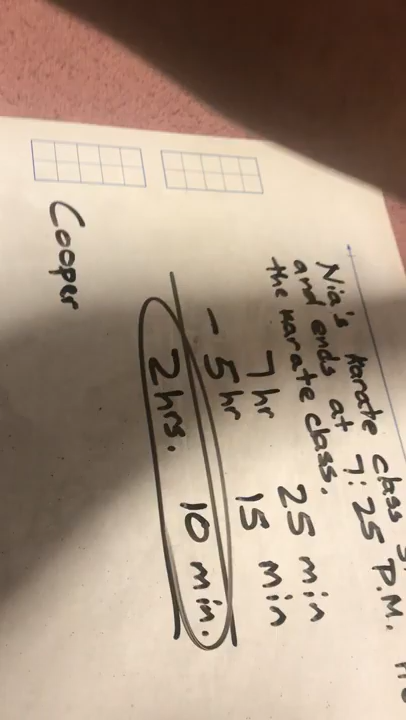 Nia's karate class
and ends at 7:25 P.M.
the karate class.
7 hr 25 min
- 5 hr 15 min
2 hrs. 10 min.
Cooper